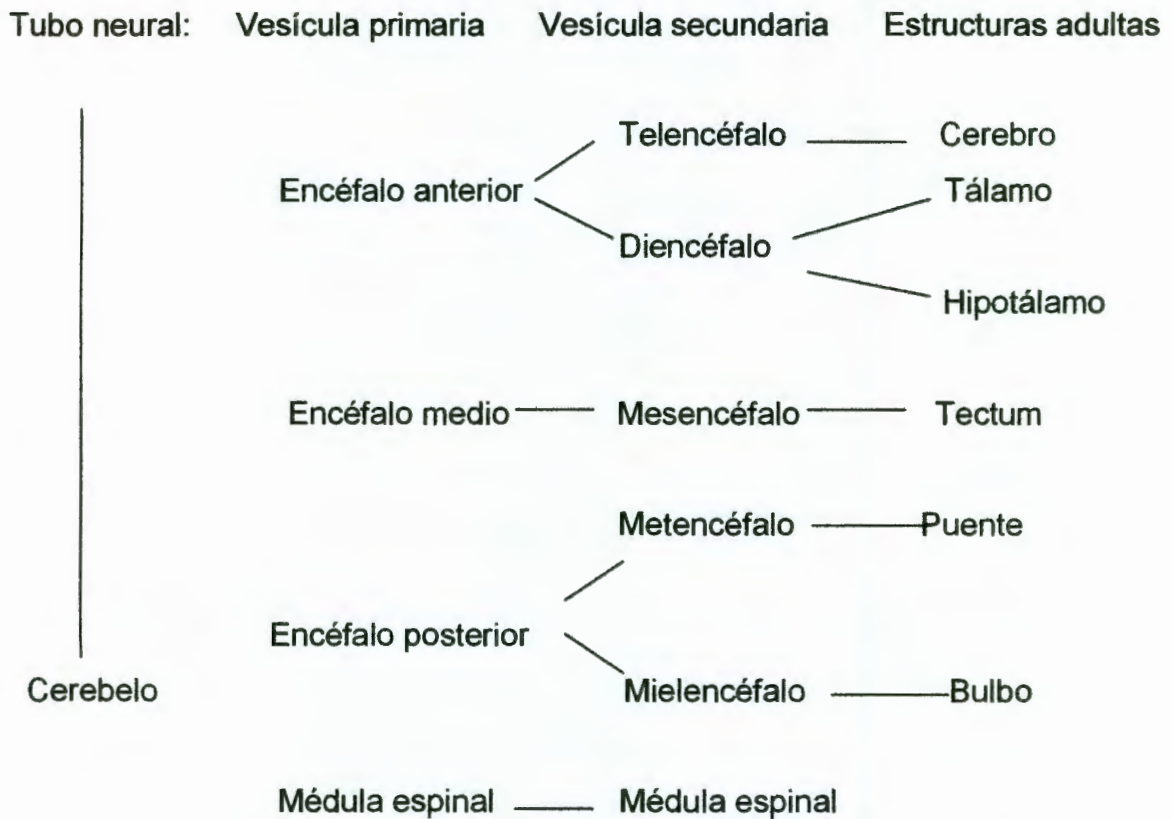 Tubo neural: Vesícula primaria Vesícula secundaria Estructuras adultas
Telencéfalo Cerebro
Encéfalo anterior Tálamo
Diencéfalo
Hipotálamo
Encéfalo medio Mesencéfalo Tectum
Metencéfalo Puente
Encéfalo posterior
Cerebelo Mielencéfalo Bulbo
Médula espinal Médula espinal